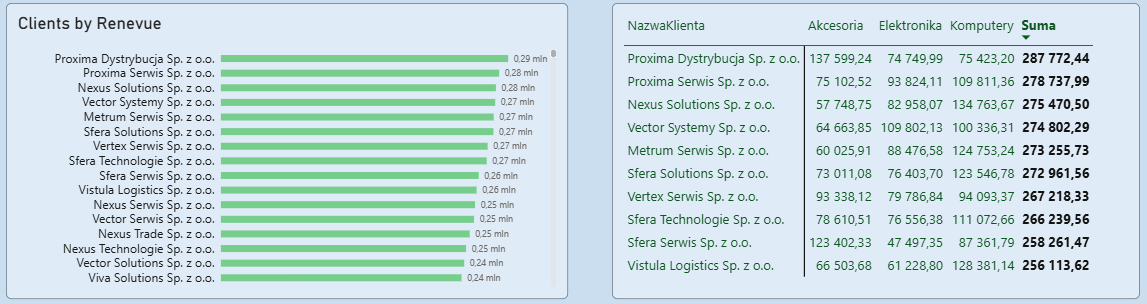 Clients by Renevue
Proxima Dystrybucja Sp. z o.o. 0,29 mln
Proxima Serwis Sp. z o.o. 0,28 mln
Nexus Solutions Sp. z o.o. 0,28 mln
Vector Systemy Sp. z o.o. 0,27 mln
Metrum Serwis Sp. z o.o. 0,27 mln
Sfera Solutions Sp. z o.o. 0,27 mln
Vertex Serwis Sp. z o.o. 0,27 mln
Sfera Technologie Sp. z o.o. 0,27 mln
Sfera Serwis Sp. z o.o. 0,26 mln
Vistula Logistics Sp. z o.o. 0,26 mln
Nexus Serwis Sp. z o.o. 0,25 mln
Vector Serwis Sp. z o.o. 0,25 mln
Nexus Trade Sp. z o.o. 0,25 mln
Nexus Technologie Sp. z o.o. 0,25 mln
Vector Solutions Sp. z o.o. 0,24 mln
Viva Solutions Sp. z o.o. 0,24 mln
NazwaKlienta Akcesoria Elektronika Komputery Suma
Proxima Dystrybucja Sp. z o.o. 137 599,24 74 749,99 75 423,20 287 772,44
Proxima Serwis Sp. z o.o. 75 102,52 93 824,11 109 811,36 278 737,99
Nexus Solutions Sp. z o.o. 57 748,75 82 958,07 134 763,67 275 470,50
Vector Systemy Sp. z o.o. 64 663,85 109 802,13 100 336,31 274 802,29
Metrum Serwis Sp. z o.o. 60 025,91 88 476,58 124 753,24 273 255,73
Sfera Solutions Sp. z o.o. 73 011,08 76 403,70 123 546,78 272 961,56
Vertex Serwis Sp. z o.o. 93 338,12 79 786,84 94 093,37 267 218,33
Sfera Technologie Sp. z o.o. 78 610,51 76 556,38 111 072,66 266 239,56
Sfera Serwis Sp. z o.o. 123 402,33 47 497,35 87 361,79 258 261,47
Vistula Logistics Sp. z o.o. 66 503,68 61 228,80 128 381,14 256 113,62